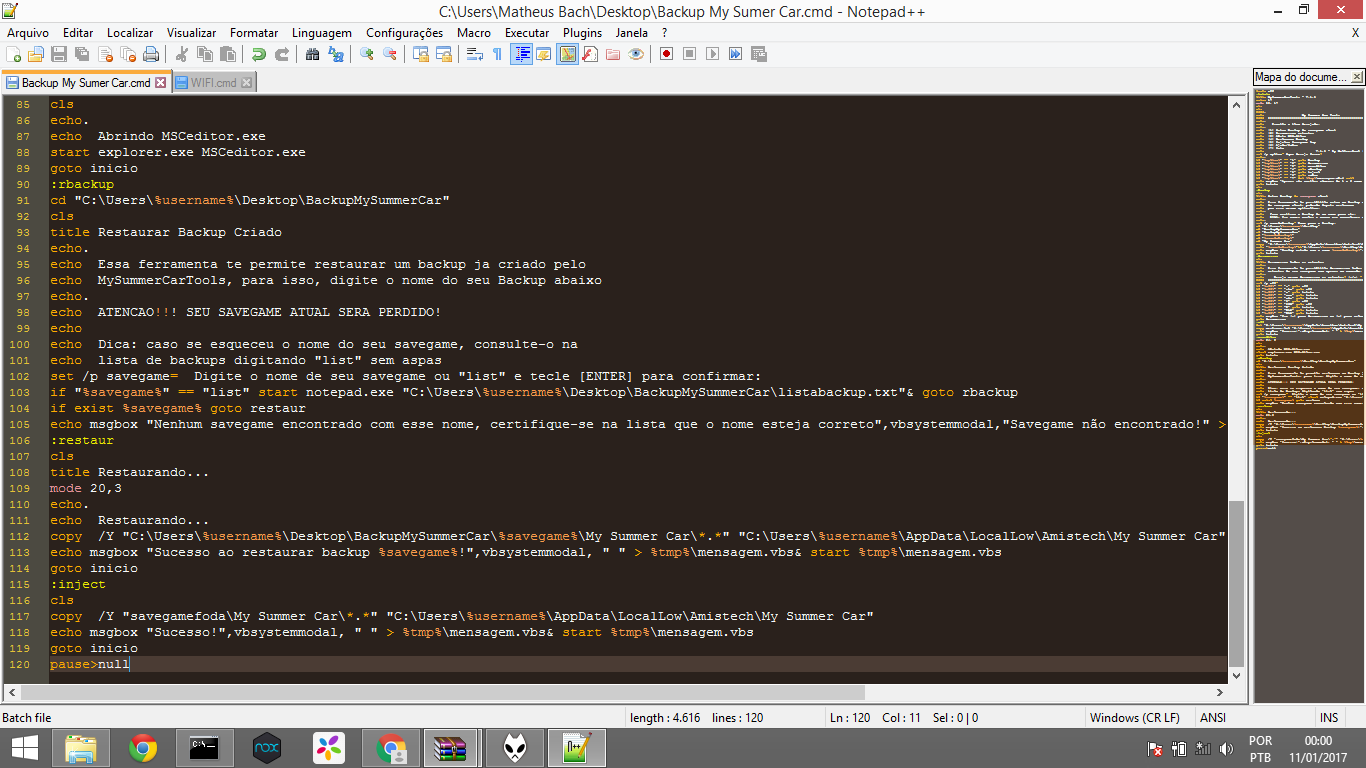 C:\Users\Matheus Bach\Desktop\Backup My Sumer Car.cmd - Notepad++
Arquivo Editar Localizar Visualizar Formatar Linguagem Configurações Macro Executar Plugins Janela ? X
Backup My Sumer Car.cmd WIFI.cmd
Mapa do docume...
85 cls
86 echo.
87 echo  Abrindo MSCeditor.exe
88 start explorer.exe MSCeditor.exe
89 goto inicio
90 :rbackup
91 cd "C:\Users\%username%\Desktop\BackupMySummerCar"
92 cls
93 title Restaurar Backup Criado
94 echo.
95 echo  Essa ferramenta te permite restaurar um backup ja criado pelo
96 echo  MySummerCarTools, para isso, digite o nome do seu Backup abaixo
97 echo.
98 echo  ATENCAO!!! SEU SAVEGAME ATUAL SERA PERDIDO!
99 echo
100 echo  Dica: caso se esqueceu o nome do seu savegame, consulte-o na
101 echo  lista de backups digitando "list" sem aspas
102 set /p savegame=  Digite o nome de seu savegame ou "list" e tecle [ENTER] para confirmar:
103 if "%savegame%" == "list" start notepad.exe "C:\Users\%username%\Desktop\BackupMySummerCar\listabackup.txt"& goto rbackup
104 if exist %savegame% goto restaur
105 echo msgbox "Nenhum savegame encontrado com esse nome, certifique-se na lista que o nome esteja correto",vbsystemmodal,"Savegame não encontrado!" >
106 :restaur
107 cls
108 title Restaurando...
109 mode 20,3
110 echo.
111 echo  Restaurando...
112 copy  /Y "C:\Users\%username%\Desktop\BackupMySummerCar\%savegame%\My Summer Car\*.*" "C:\Users\%username%\AppData\LocalLow\Amistech\My Summer Car"
113 echo msgbox "Sucesso ao restaurar backup %savegame%!",vbsystemmodal, " " > %tmp%\mensagem.vbs& start %tmp%\mensagem.vbs
114 goto inicio
115 :inject
116 cls
117 copy  /Y "savegamefoda\My Summer Car\*.*" "C:\Users\%username%\AppData\LocalLow\Amistech\My Summer Car"
118 echo msgbox "Sucesso!",vbsystemmodal, " " > %tmp%\mensagem.vbs& start %tmp%\mensagem.vbs
119 goto inicio
120 pause>null
Batch file length : 4.616 lines : 120 Ln : 120 Col : 11 Sel : 0 | 0 Windows (CR LF) ANSI INS
nox
POR 00:00
PTB 11/01/2017